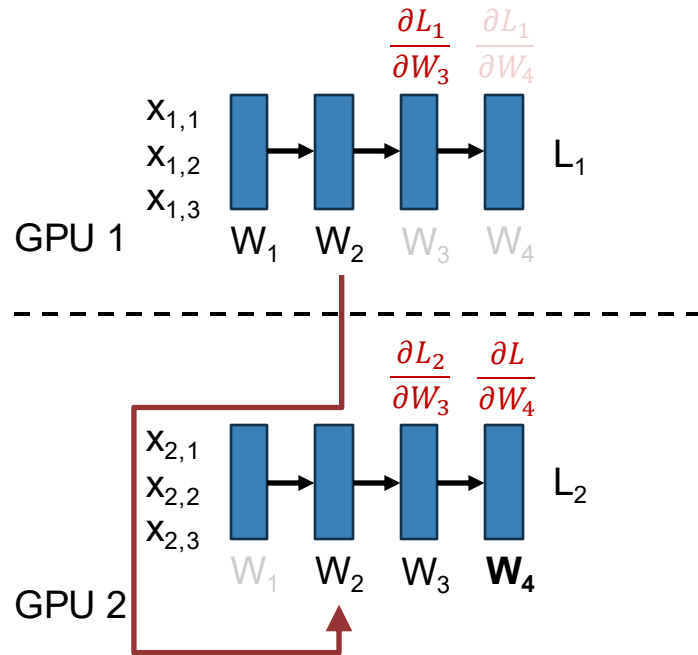 ∂L₁/∂W₃ ∂L₁/∂W₄
x₁,₁
x₁,₂
x₁,₃
L₁
GPU 1
W₁ W₂ W₃ W₄
∂L₂/∂W₃ ∂L/∂W₄
x₂,₁
x₂,₂
x₂,₃
L₂
W₁ W₂ W₃ W₄
GPU 2